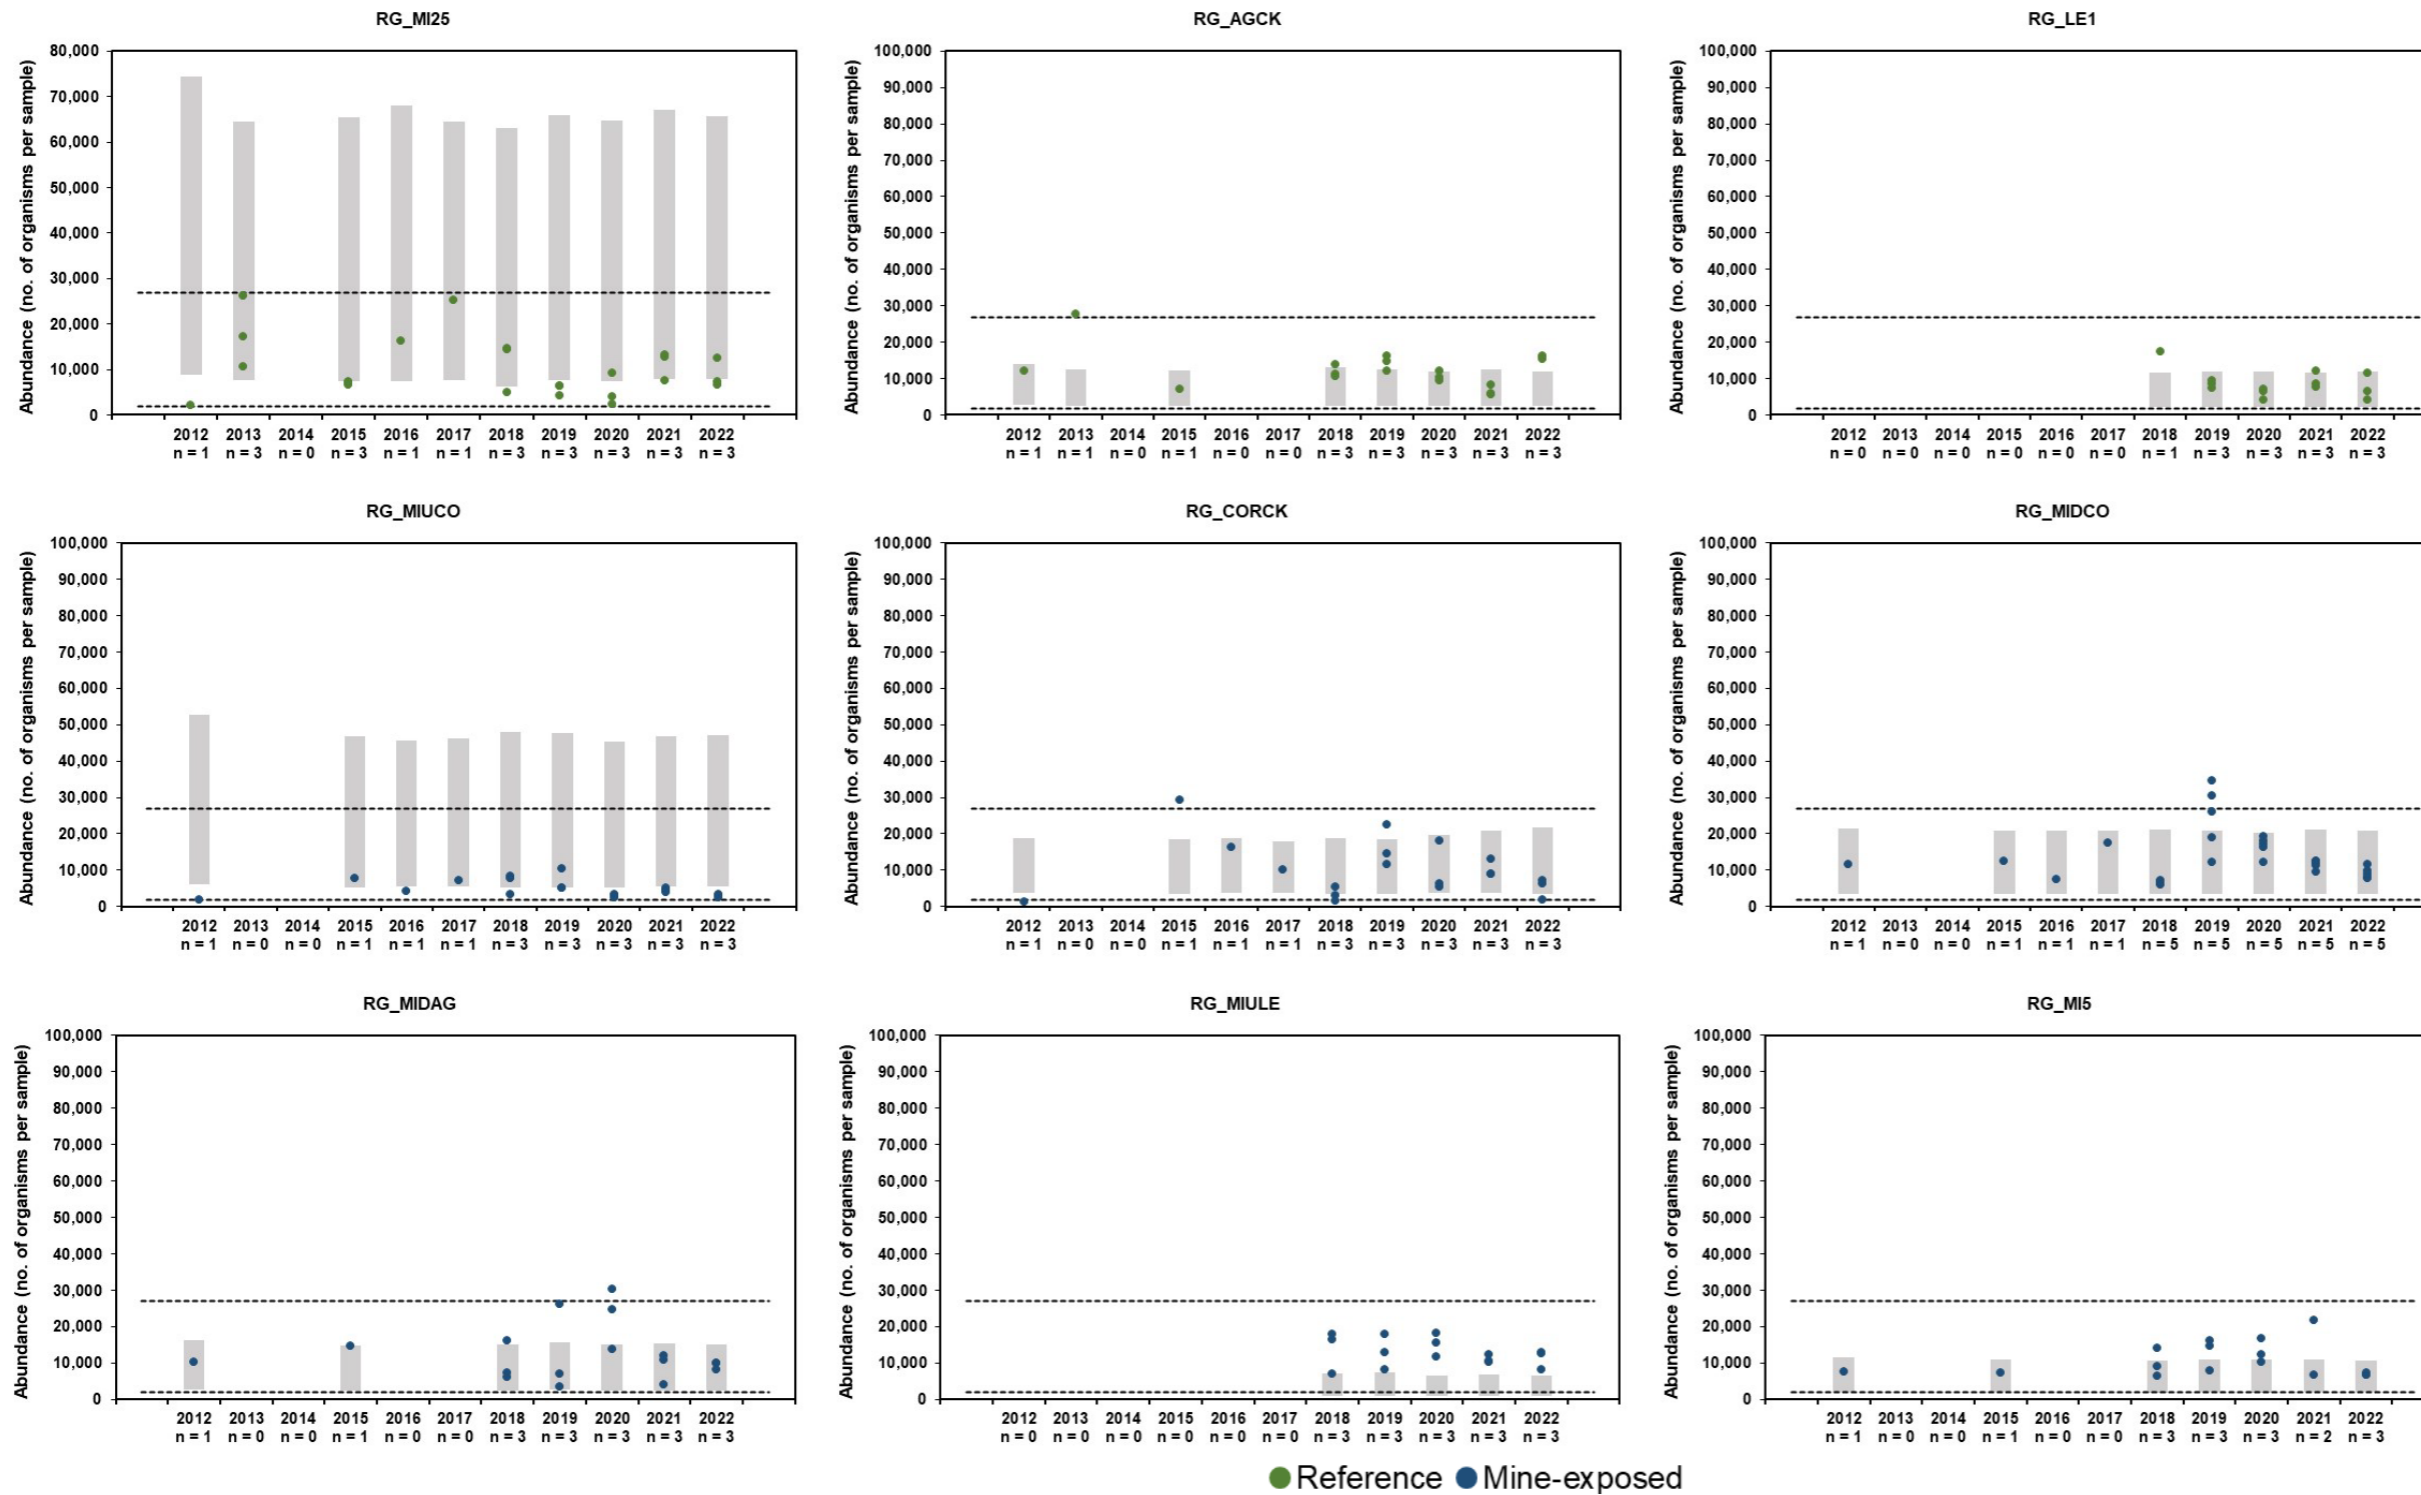 RG_MI25
Abundance (no. of organisms per sample)
80,000
70,000
60,000
50,000
40,000
30,000
20,000
10,000
0
2012 2013 2014 2015 2016 2017 2018 2019 2020 2021 2022
n = 1 n = 3 n = 0 n = 3 n = 1 n = 1 n = 3 n = 3 n = 3 n = 3 n = 3
RG_AGCK
Abundance (no. of organisms per sample)
100,000
90,000
80,000
70,000
60,000
50,000
40,000
30,000
20,000
10,000
0
2012 2013 2014 2015 2016 2017 2018 2019 2020 2021 2022
n = 1 n = 1 n = 0 n = 1 n = 0 n = 0 n = 3 n = 3 n = 3 n = 3 n = 3
RG_LE1
Abundance (no. of organisms per sample)
100,000
90,000
80,000
70,000
60,000
50,000
40,000
30,000
20,000
10,000
0
2012 2013 2014 2015 2016 2017 2018 2019 2020 2021 2022
n = 0 n = 0 n = 0 n = 0 n = 0 n = 0 n = 1 n = 3 n = 3 n = 3 n = 3
RG_MIUCO
Abundance (no. of organisms per sample)
100,000
90,000
80,000
70,000
60,000
50,000
40,000
30,000
20,000
10,000
0
2012 2013 2014 2015 2016 2017 2018 2019 2020 2021 2022
n = 1 n = 0 n = 0 n = 1 n = 1 n = 1 n = 3 n = 3 n = 3 n = 3 n = 3
RG_CORCK
Abundance (no. of organisms per sample)
100,000
90,000
80,000
70,000
60,000
50,000
40,000
30,000
20,000
10,000
0
2012 2013 2014 2015 2016 2017 2018 2019 2020 2021 2022
n = 1 n = 0 n = 0 n = 1 n = 1 n = 1 n = 3 n = 3 n = 3 n = 3 n = 3
RG_MIDCO
Abundance (no. of organisms per sample)
100,000
90,000
80,000
70,000
60,000
50,000
40,000
30,000
20,000
10,000
0
2012 2013 2014 2015 2016 2017 2018 2019 2020 2021 2022
n = 1 n = 0 n = 0 n = 1 n = 1 n = 1 n = 5 n = 5 n = 5 n = 5 n = 5
RG_MIDAG
Abundance (no. of organisms per sample)
100,000
90,000
80,000
70,000
60,000
50,000
40,000
30,000
20,000
10,000
0
2012 2013 2014 2015 2016 2017 2018 2019 2020 2021 2022
n = 1 n = 0 n = 0 n = 1 n = 0 n = 0 n = 3 n = 3 n = 3 n = 3 n = 3
RG_MIULE
Abundance (no. of organisms per sample)
100,000
90,000
80,000
70,000
60,000
50,000
40,000
30,000
20,000
10,000
0
2012 2013 2014 2015 2016 2017 2018 2019 2020 2021 2022
n = 0 n = 0 n = 0 n = 0 n = 0 n = 0 n = 3 n = 3 n = 3 n = 3 n = 3
RG_MI5
Abundance (no. of organisms per sample)
100,000
90,000
80,000
70,000
60,000
50,000
40,000
30,000
20,000
10,000
0
2012 2013 2014 2015 2016 2017 2018 2019 2020 2021 2022
n = 1 n = 0 n = 0 n = 1 n = 0 n = 0 n = 3 n = 3 n = 3 n = 2 n = 3
Reference Mine-exposed